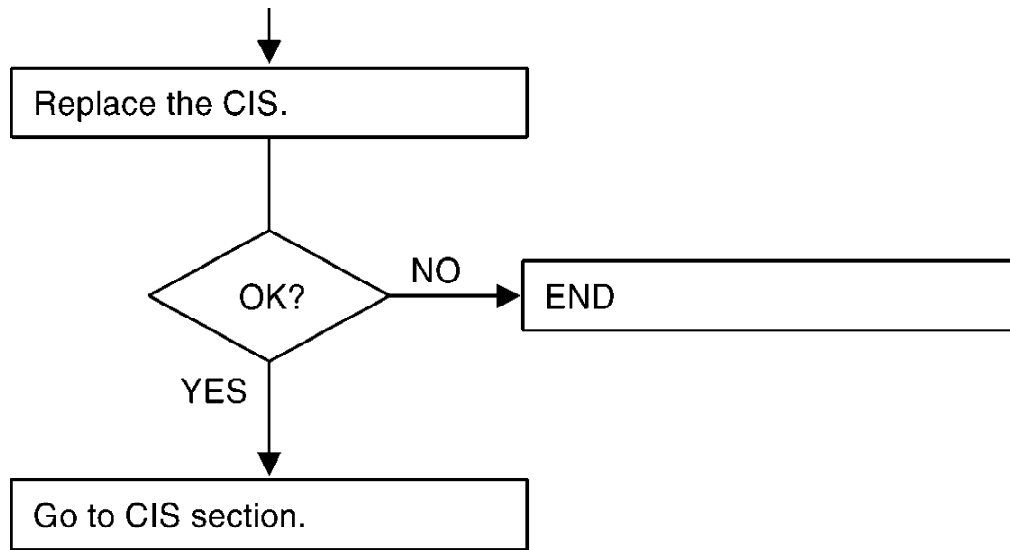 Replace the CIS.
OK?
NO
END
YES
Go to CIS section.